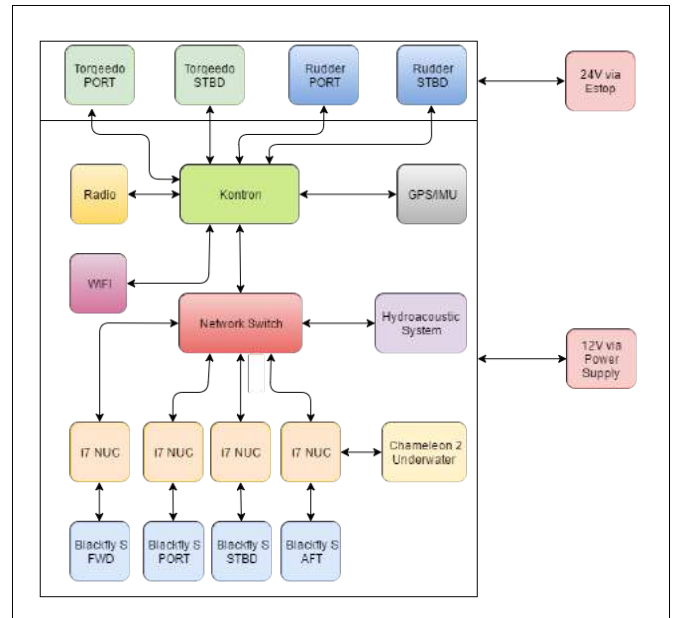 Torqeedo
PORT
Torqeedo
STBD
Rudder
PORT
Rudder
STBD
24V via
Estop
Radio
Kontron
GPS/IMU
WIFI
Network Switch
Hydroacoustic
System
12V via
Power
Supply
I7 NUC
I7 NUC
I7 NUC
I7 NUC
Chameleon 2
Underwater
Blackfly S
FWD
Blackfly S
PORT
Blackfly S
STBD
Blackfly S
AFT